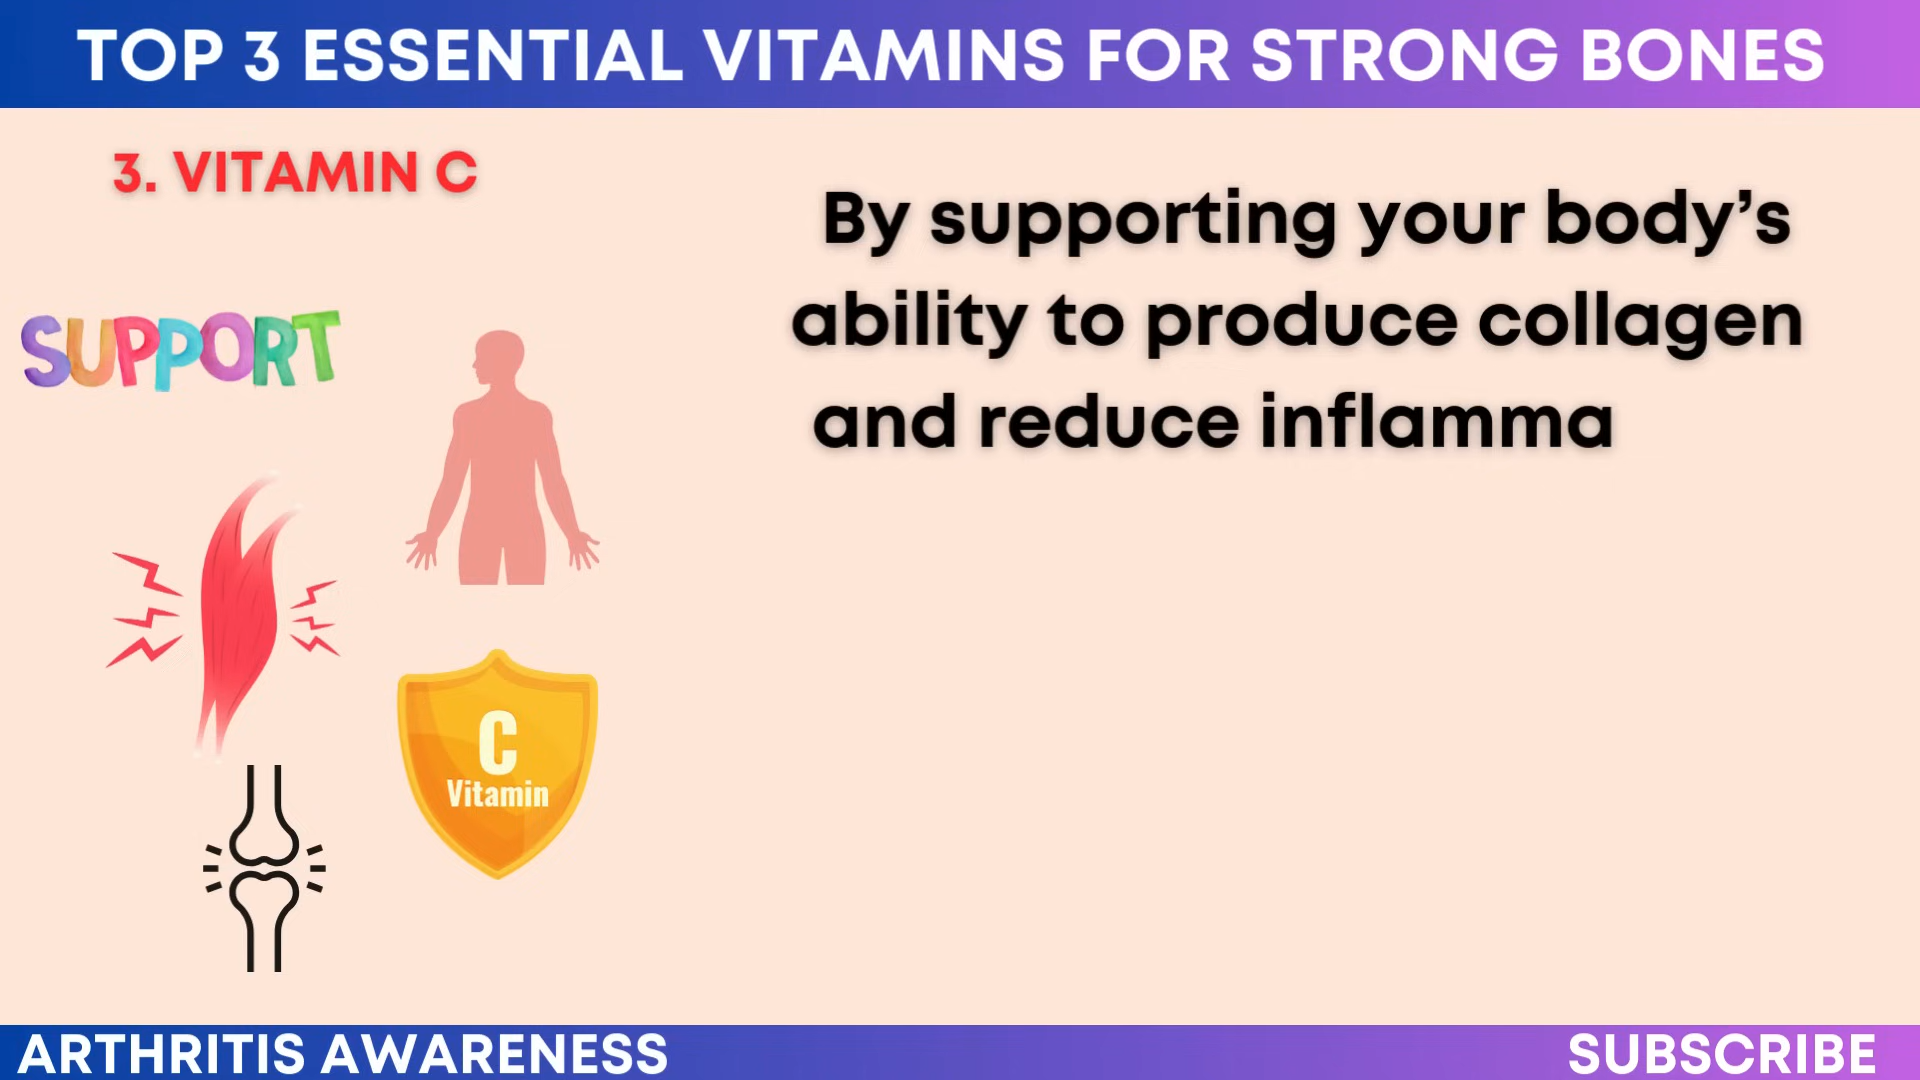 TOP 3 ESSENTIAL VITAMINS FOR STRONG BONES
3. VITAMIN C
By supporting your body’s
ability to produce collagen
and reduce inflamma
SUPPORT
C
Vitamin
ARTHRITIS AWARENESS
SUBSCRIBE